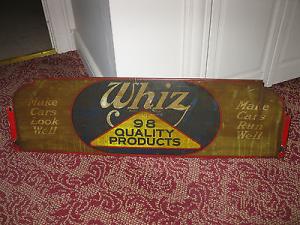 Make
Cars
Look
Well
Whiz
98
QUALITY
PRODUCTS
Make
Cars
Run
Well